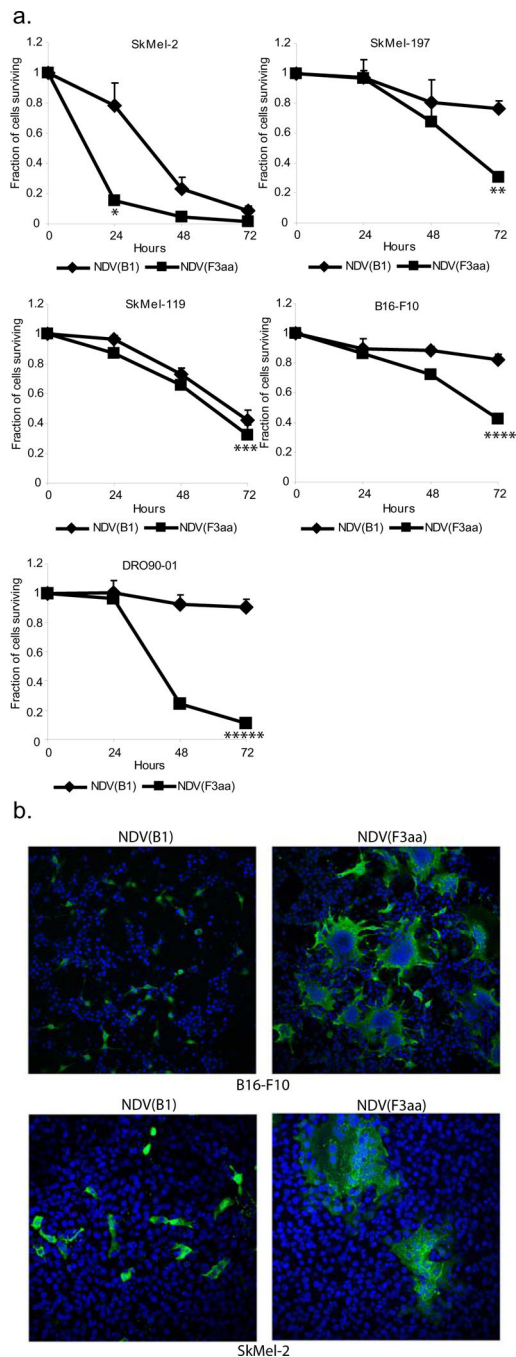 a.
SkMel-2
Fraction of cells surviving
1.2
1
0.8
0.6
0.4
0.2
0
*
0
24
48
72
Hours
NDV(B1) NDV(F3aa)
SkMel-197
Fraction of cells surviving
1.2
1
0.8
0.6
0.4
0.2
0
**
0
24
48
72
Hours
NDV(B1) NDV(F3aa)
SkMel-119
Fraction of cells surviving
1.2
1
0.8
0.6
0.4
0.2
0
***
0
24
48
72
Hours
NDV(B1) NDV(F3aa)
B16-F10
Fraction of cells surviving
1.2
1
0.8
0.6
0.4
0.2
0
****
0
24
48
72
Hours
NDV(B1) NDV(F3aa)
DRO90-01
Fraction of cells surviving
1.2
1
0.8
0.6
0.4
0.2
0
*****
0
24
48
72
Hours
NDV(B1) NDV(F3aa)
b.
NDV(B1) NDV(F3aa)
B16-F10
NDV(B1) NDV(F3aa)
SkMel-2